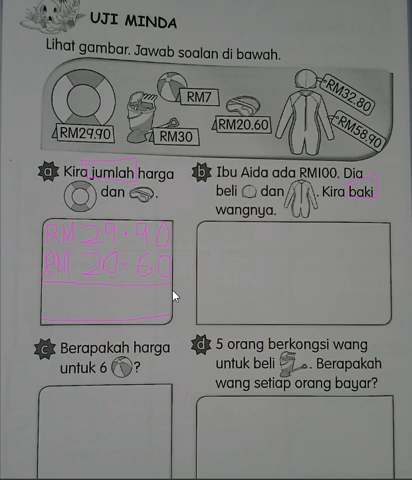 UJI MINDA
Lihat gambar. Jawab soalan di bawah.
RM29.90
RM7
RM30
RM20.60
RM32.80
RM58.90
a Kira jumlah harga
dan .
RM 29.90
RM 20.60
b Ibu Aida ada RM100. Dia
beli dan . Kira baki
wangnya.
c Berapakah harga
untuk 6 ?
d 5 orang berkongsi wang
untuk beli . Berapakah
wang setiap orang bayar?